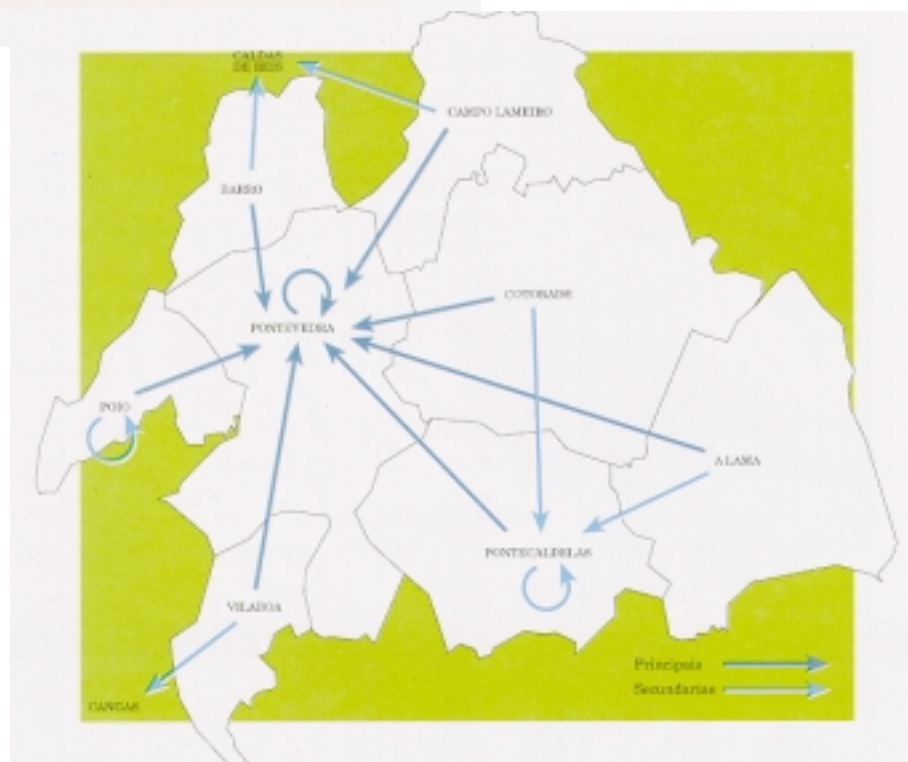 CALDAS
DE REIS
CAMPO LAMEIRO
BARRO
COTOBADE
PONTEVEDRA
POIO
A LAMA
PONTECALDELAS
VILABOA
Principais
Secundarias
CANGAS